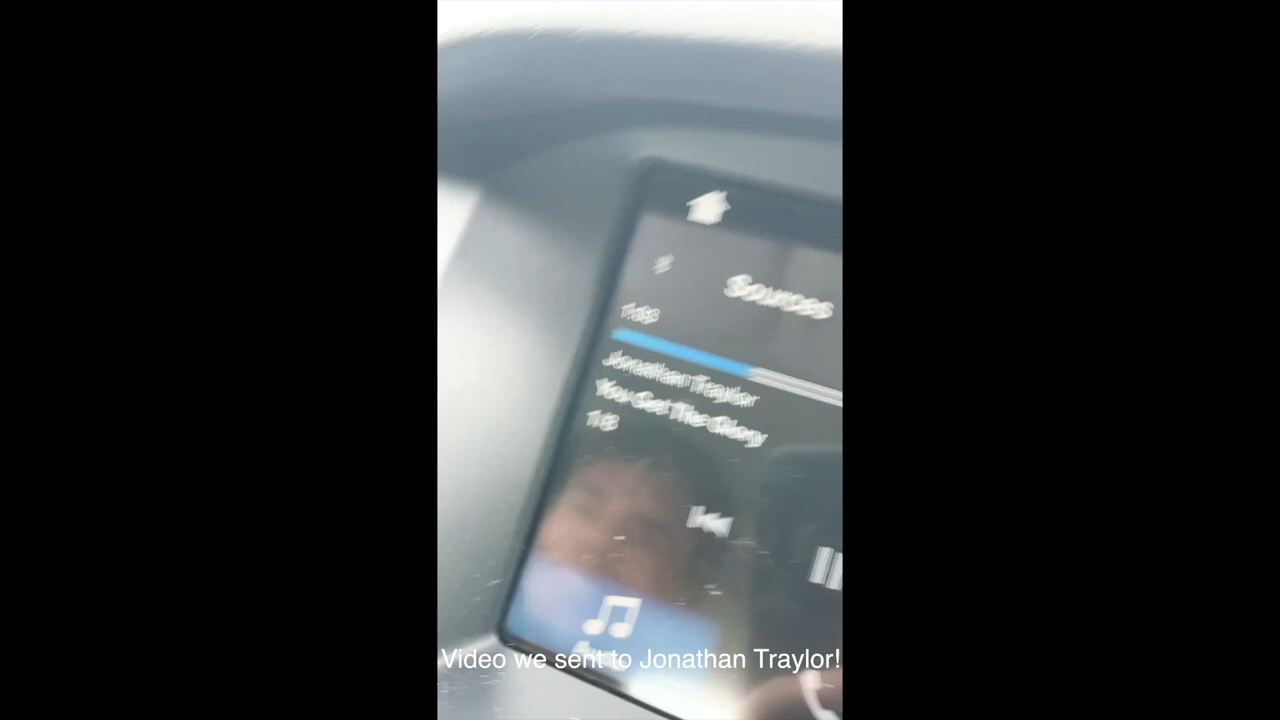 Sources
Jonathan Traylor
You Get The Glory
Video we sent to Jonathan Traylor!